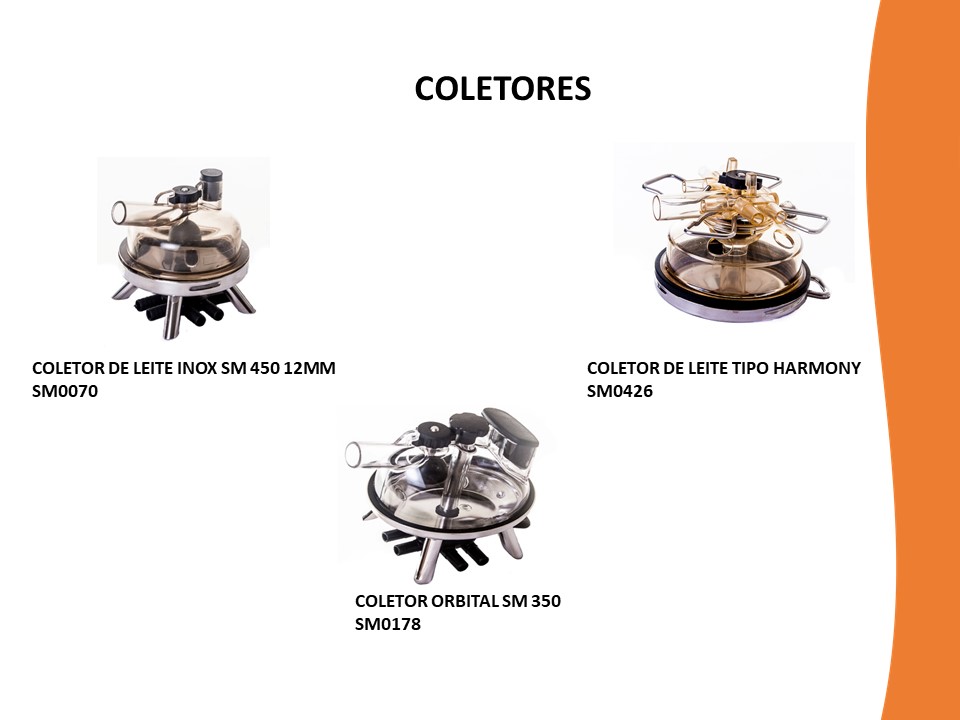 COLETORES
COLETOR DE LEITE INOX SM 450 12MM
SM0070
COLETOR DE LEITE TIPO HARMONY
SM0426
COLETOR ORBITAL SM 350
SM0178